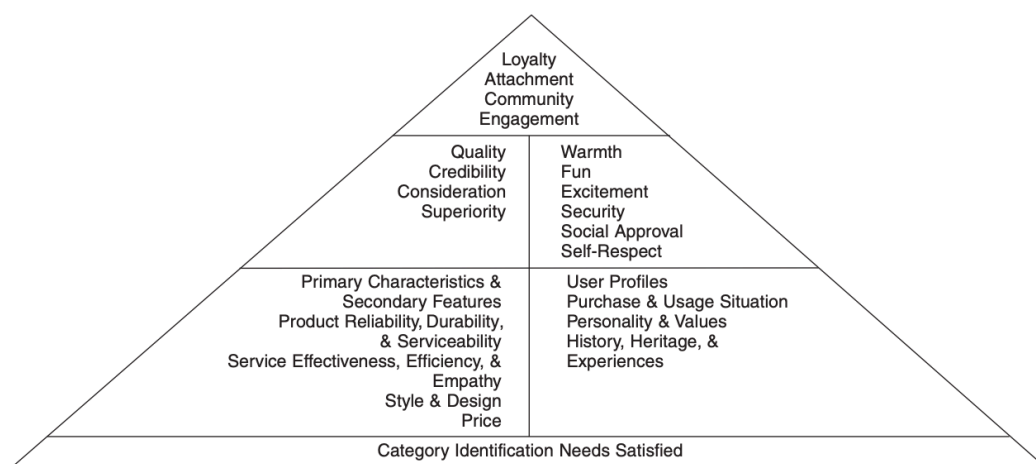 Loyalty
Attachment
Community
Engagement
Quality
Credibility
Consideration
Superiority
Warmth
Fun
Excitement
Security
Social Approval
Self-Respect
Primary Characteristics &
Secondary Features
Product Reliability, Durability,
& Serviceability
Service Effectiveness, Efficiency, &
Empathy
Style & Design
Price
User Profiles
Purchase & Usage Situation
Personality & Values
History, Heritage, &
Experiences
Category Identification Needs Satisfied